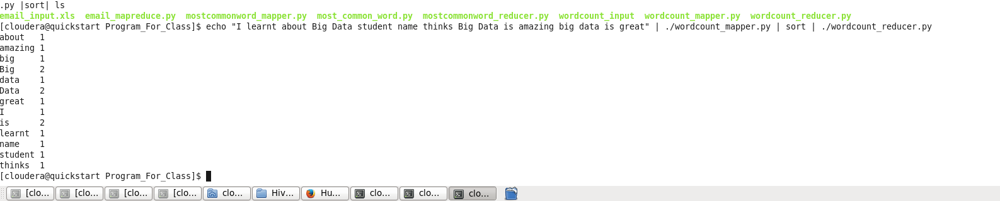 .py |sort| ls
email_input.xls  email_mapreduce.py  mostcommonword_mapper.py  most_common_word.py  mostcommonword_reducer.py  wordcount_input  wordcount_mapper.py  wordcount_reducer.py
[cloudera@quickstart Program_For_Class]$ echo "I learnt about Big Data student name thinks Big Data is amazing big data is great" | ./wordcount_mapper.py | sort | ./wordcount_reducer.py
about   1
amazing 1
big     1
Big     2
data    1
Data    2
great   1
I       1
is      2
learnt  1
name    1
student 1
thinks  1
[cloudera@quickstart Program_For_Class]$
[clo... [clo... [clo... [clo... clo... Hiv... Hu... clo... clo... clo...